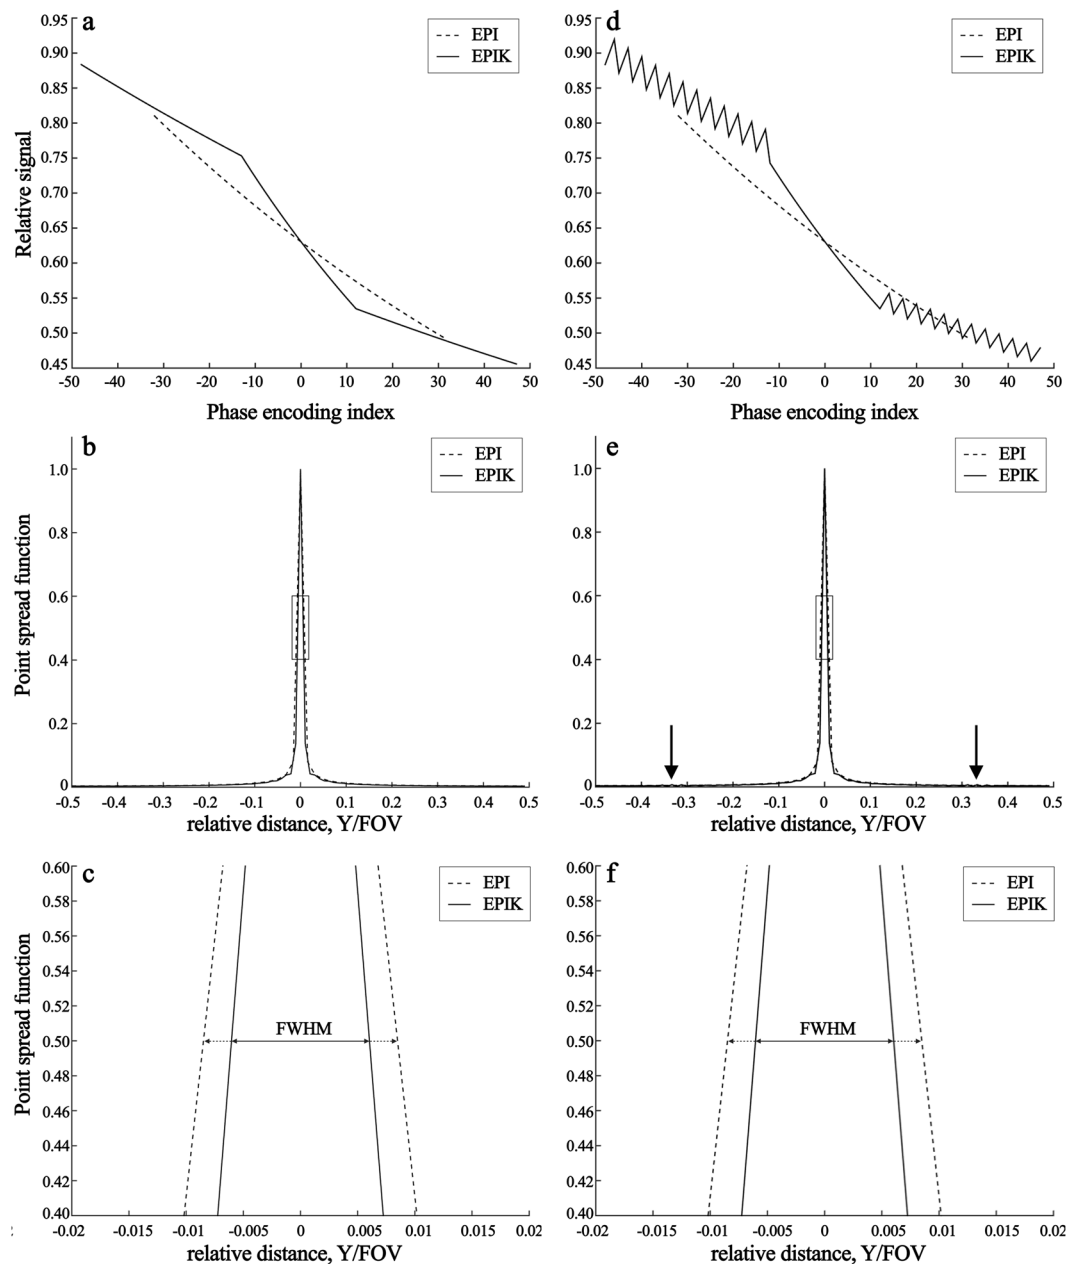 a
EPI
EPIK
Relative signal
0.95
0.90
0.85
0.80
0.75
0.70
0.65
0.60
0.55
0.50
0.45
-50 -40 -30 -20 -10 0 10 20 30 40 50
Phase encoding index
d
EPI
EPIK
0.95
0.90
0.85
0.80
0.75
0.70
0.65
0.60
0.55
0.50
0.45
-50 -40 -30 -20 -10 0 10 20 30 40 50
Phase encoding index
b
EPI
EPIK
Point spread function
1.0
0.8
0.6
0.4
0.2
0
-0.5 -0.4 -0.3 -0.2 -0.1 0 0.1 0.2 0.3 0.4 0.5
relative distance, Y/FOV
e
EPI
EPIK
1.0
0.8
0.6
0.4
0.2
0
-0.5 -0.4 -0.3 -0.2 -0.1 0 0.1 0.2 0.3 0.4 0.5
relative distance, Y/FOV
c
EPI
EPIK
Point spread function
0.60
0.58
0.56
0.54
0.52
0.50
0.48
0.46
0.44
0.42
0.40
FWHM
-0.02 -0.015 -0.01 -0.005 0 0.005 0.01 0.015 0.02
relative distance, Y/FOV
f
EPI
EPIK
0.60
0.58
0.56
0.54
0.52
0.50
0.48
0.46
0.44
0.42
0.40
FWHM
-0.02 -0.015 -0.01 -0.005 0 0.005 0.01 0.015 0.02
relative distance, Y/FOV